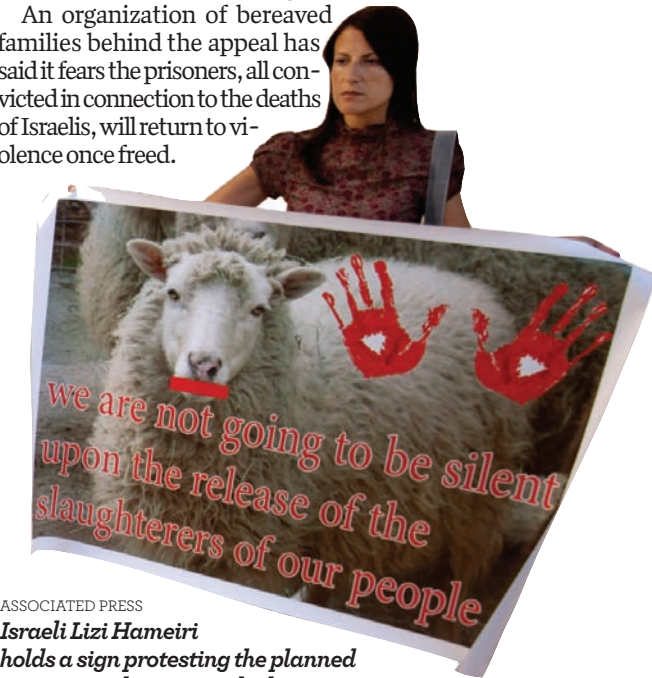 An organization of bereaved
families behind the appeal has
said it fears the prisoners, all con-
victed in connection to the deaths
of Israelis, will return to vi-
olence once freed.
we are not going to be silent
upon the release of the
slaughterers of our people
ASSOCIATED PRESS
Israeli Lizi Hameiri
holds a sign protesting the planned